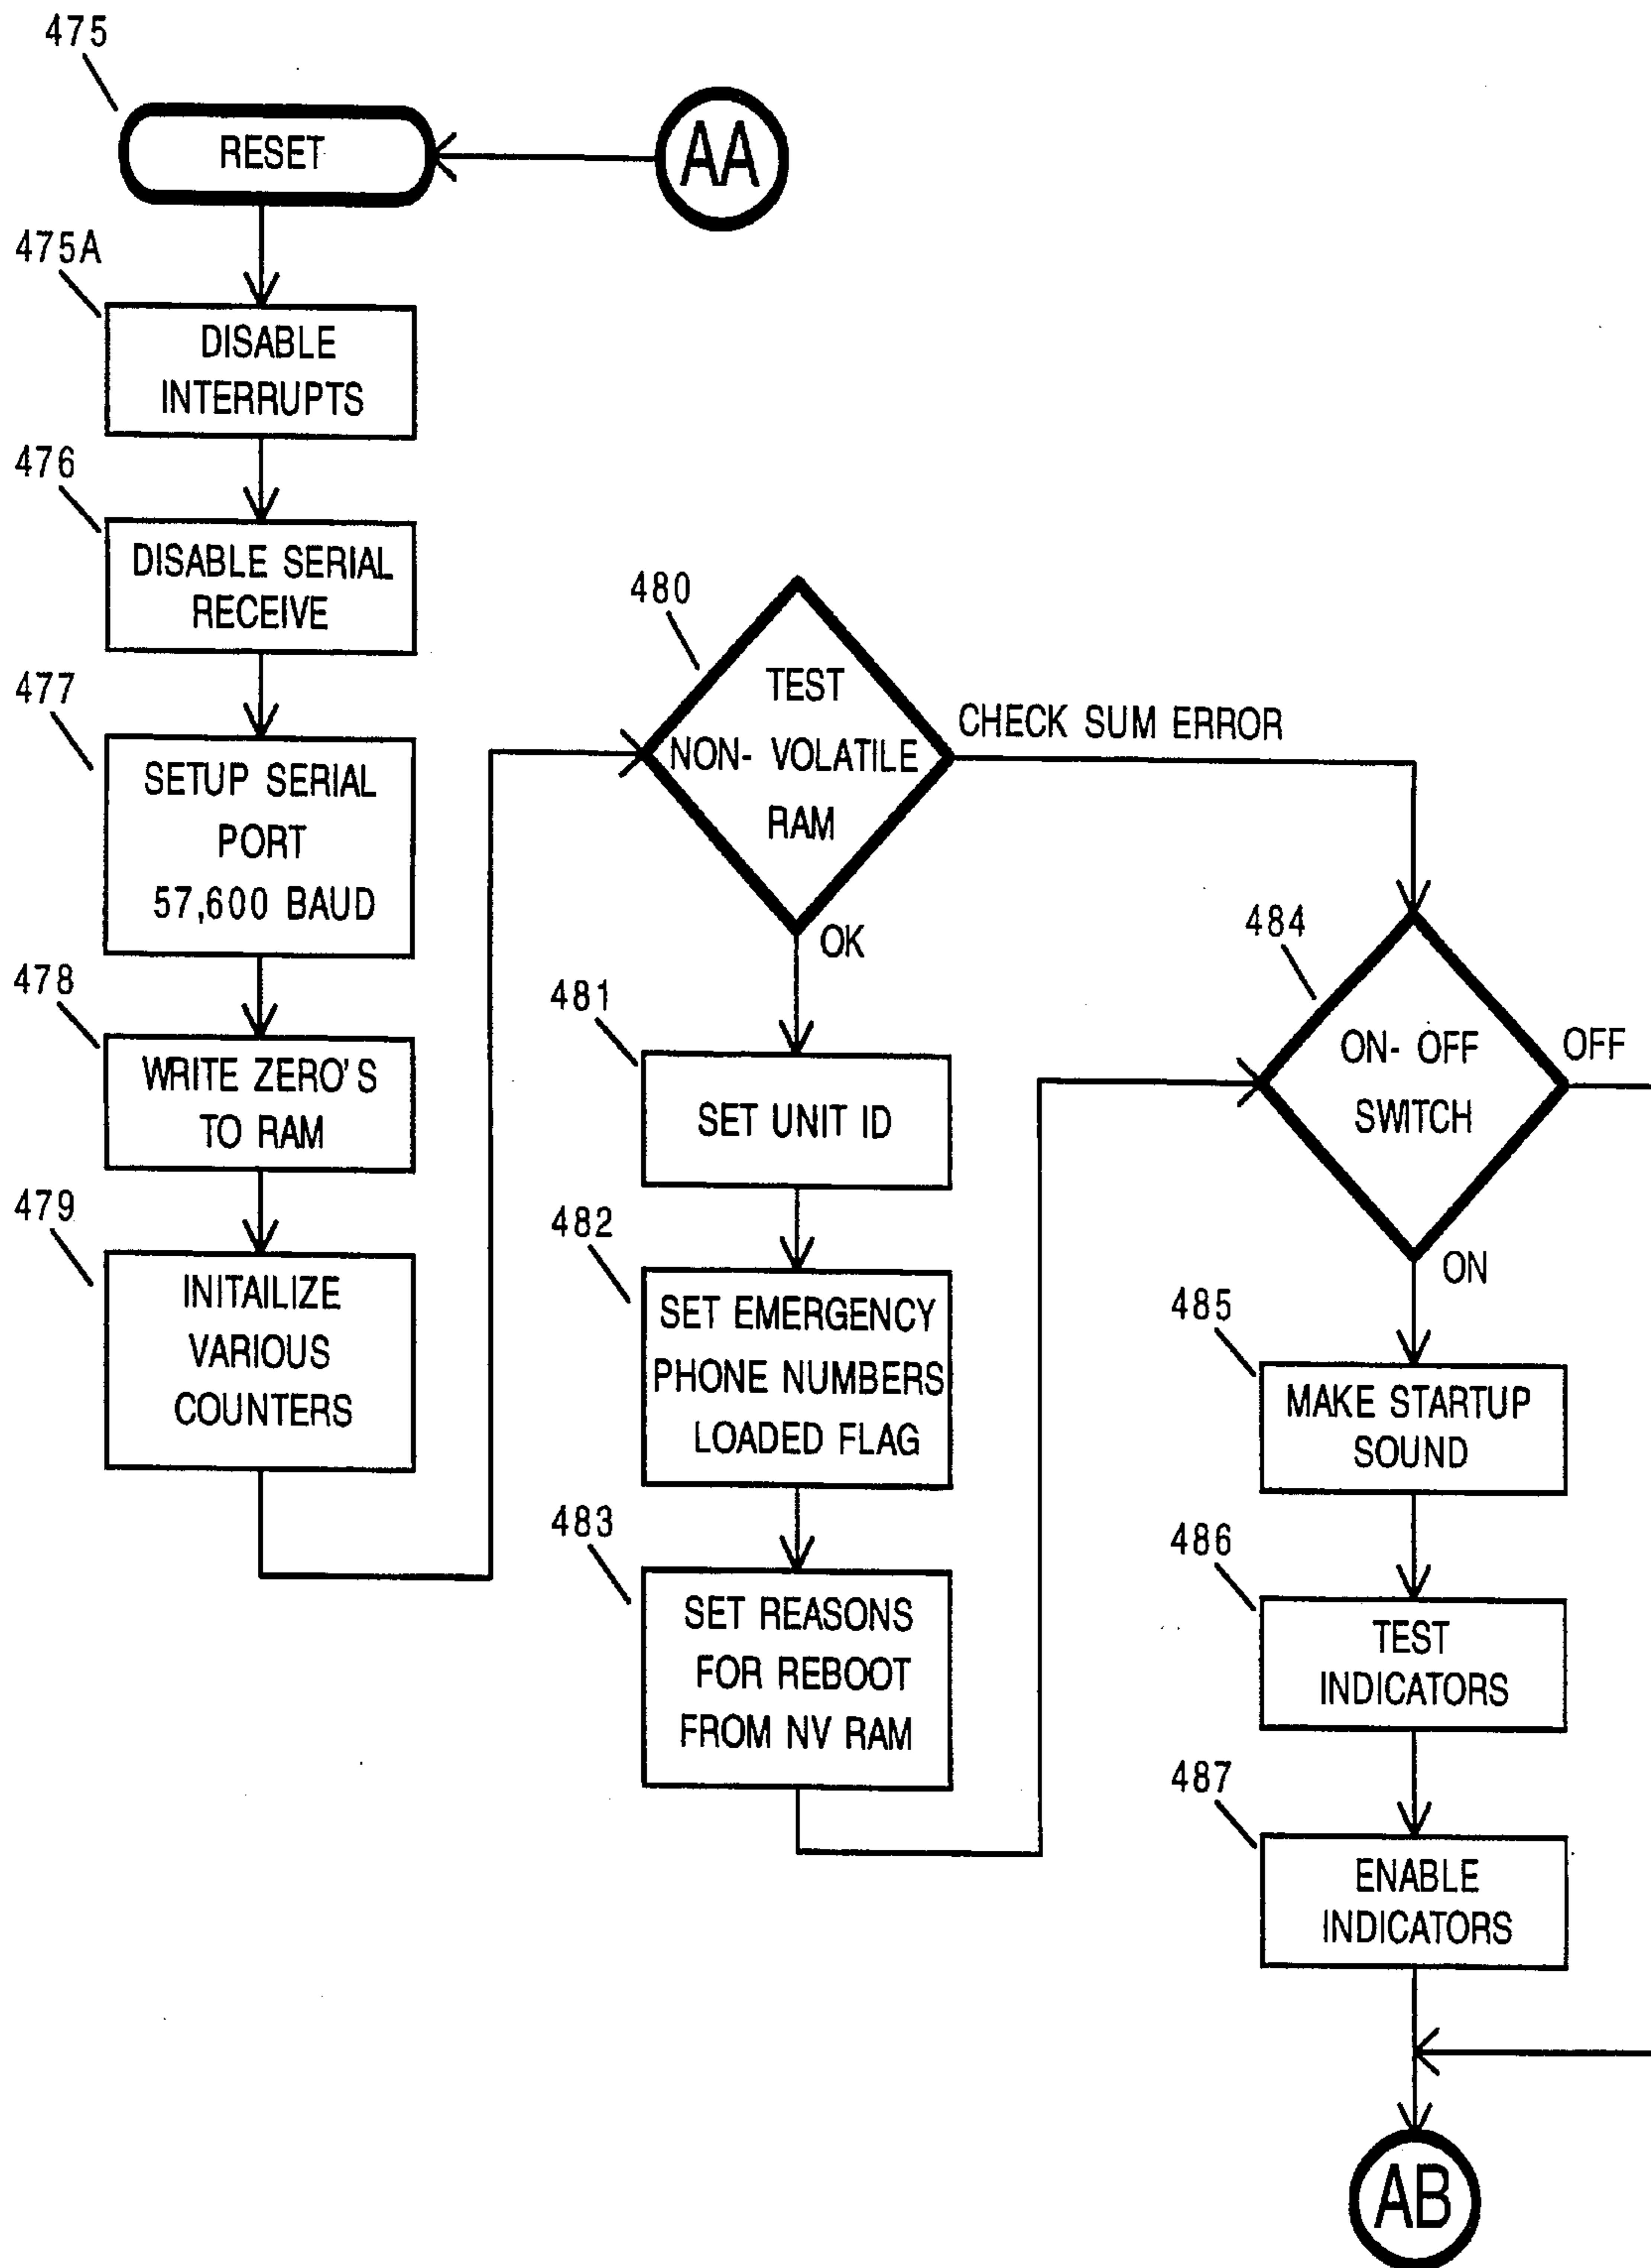 475
RESET
AA
475A
DISABLE
INTERRUPTS
476
DISABLE SERIAL
RECEIVE
477
SETUP SERIAL
PORT
57,600 BAUD
478
WRITE ZERO'S
TO RAM
479
INITAILIZE
VARIOUS
COUNTERS
480
TEST
NON- VOLATILE
RAM
CHECK SUM ERROR
OK
481
SET UNIT ID
482
SET EMERGENCY
PHONE NUMBERS
LOADED FLAG
483
SET REASONS
FOR REBOOT
FROM NV RAM
484
ON- OFF
SWITCH
OFF
ON
485
MAKE STARTUP
SOUND
486
TEST
INDICATORS
487
ENABLE
INDICATORS
AB